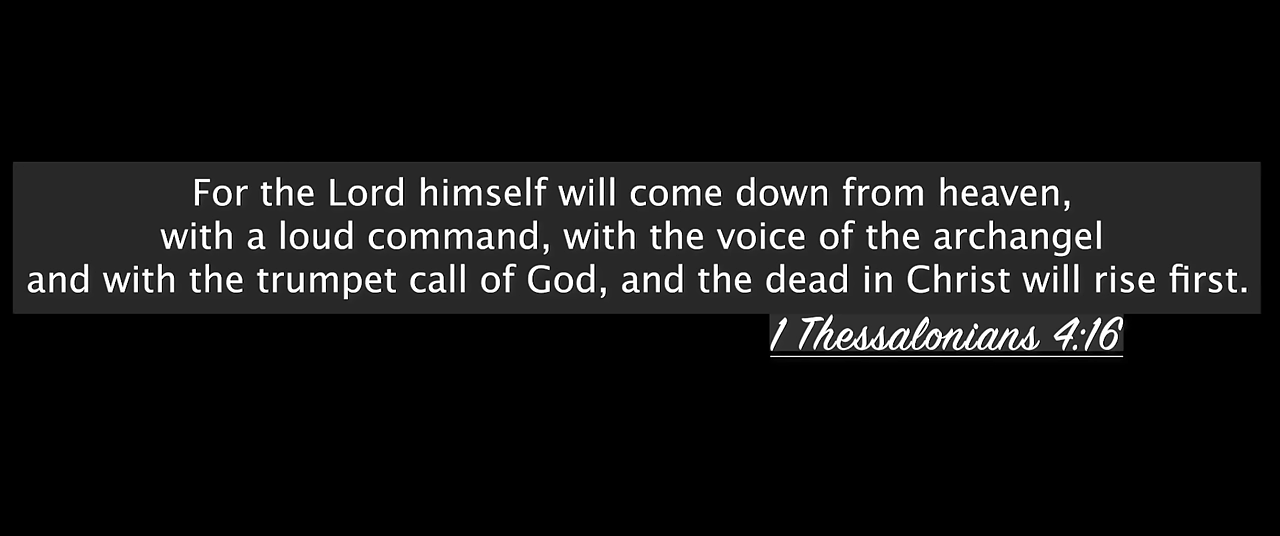 For the Lord himself will come down from heaven,
with a loud command, with the voice of the archangel
and with the trumpet call of God, and the dead in Christ will rise first.
1 Thessalonians 4:16